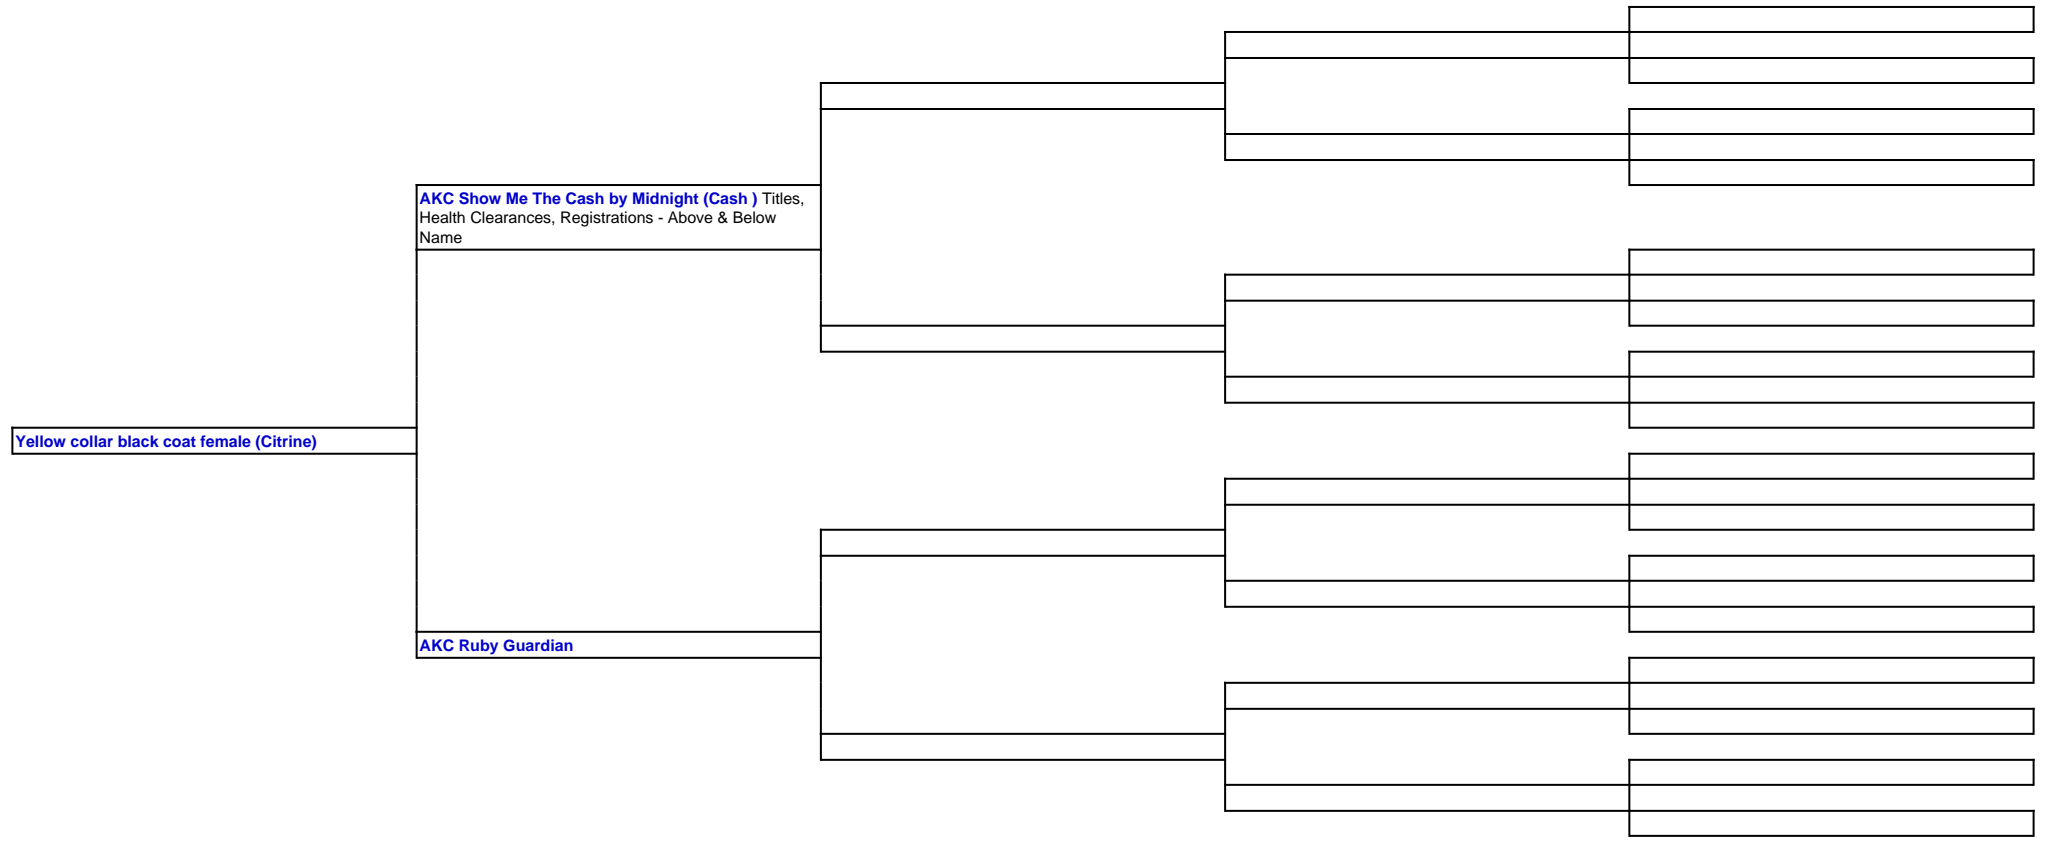 AKC Show Me The Cash by Midnight (Cash ) Titles,
Health Clearances, Registrations - Above & Below
Name
Yellow collar black coat female (Citrine)
AKC Ruby Guardian